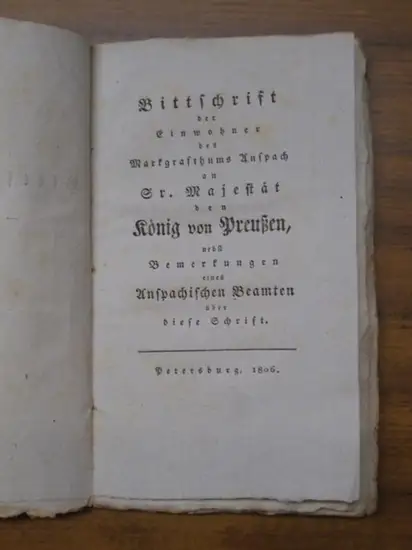 Bittschrift
der
Einwohner
des
Markgrafthums Anspach
an
Sr. Majestät
den
König von Preußen,
nebst
Bemerkungen
eines
Anspachischen Beamten
über
diese Schrift.
Petersburg, 1806.